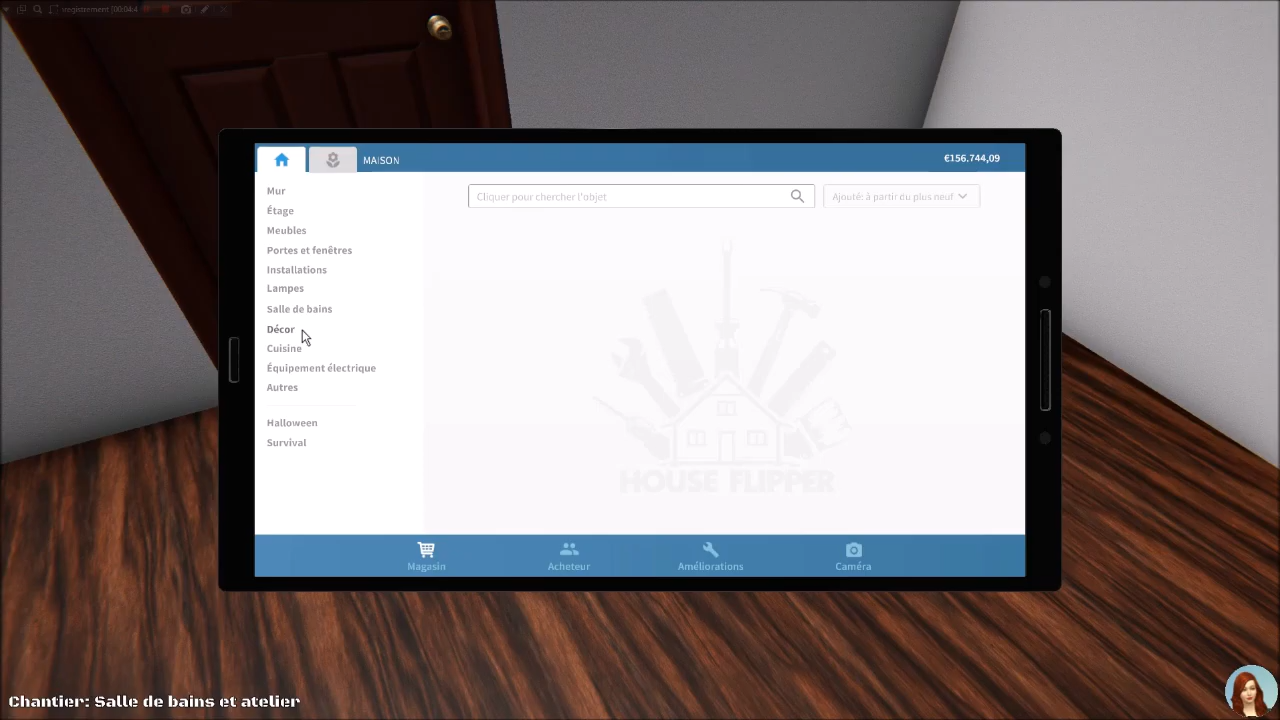 MAISON
€156.744,09
Mur
Étage
Meubles
Portes et fenêtres
Installations
Lampes
Salle de bains
Décor
Cuisine
Équipement électrique
Autres
Halloween
Survival
Cliquer pour chercher l'objet
Ajouté: à partir du plus neuf
HOUSE FLIPPER
Magasin
Acheteur
Améliorations
Caméra
Chantier: Salle de bains et atelier